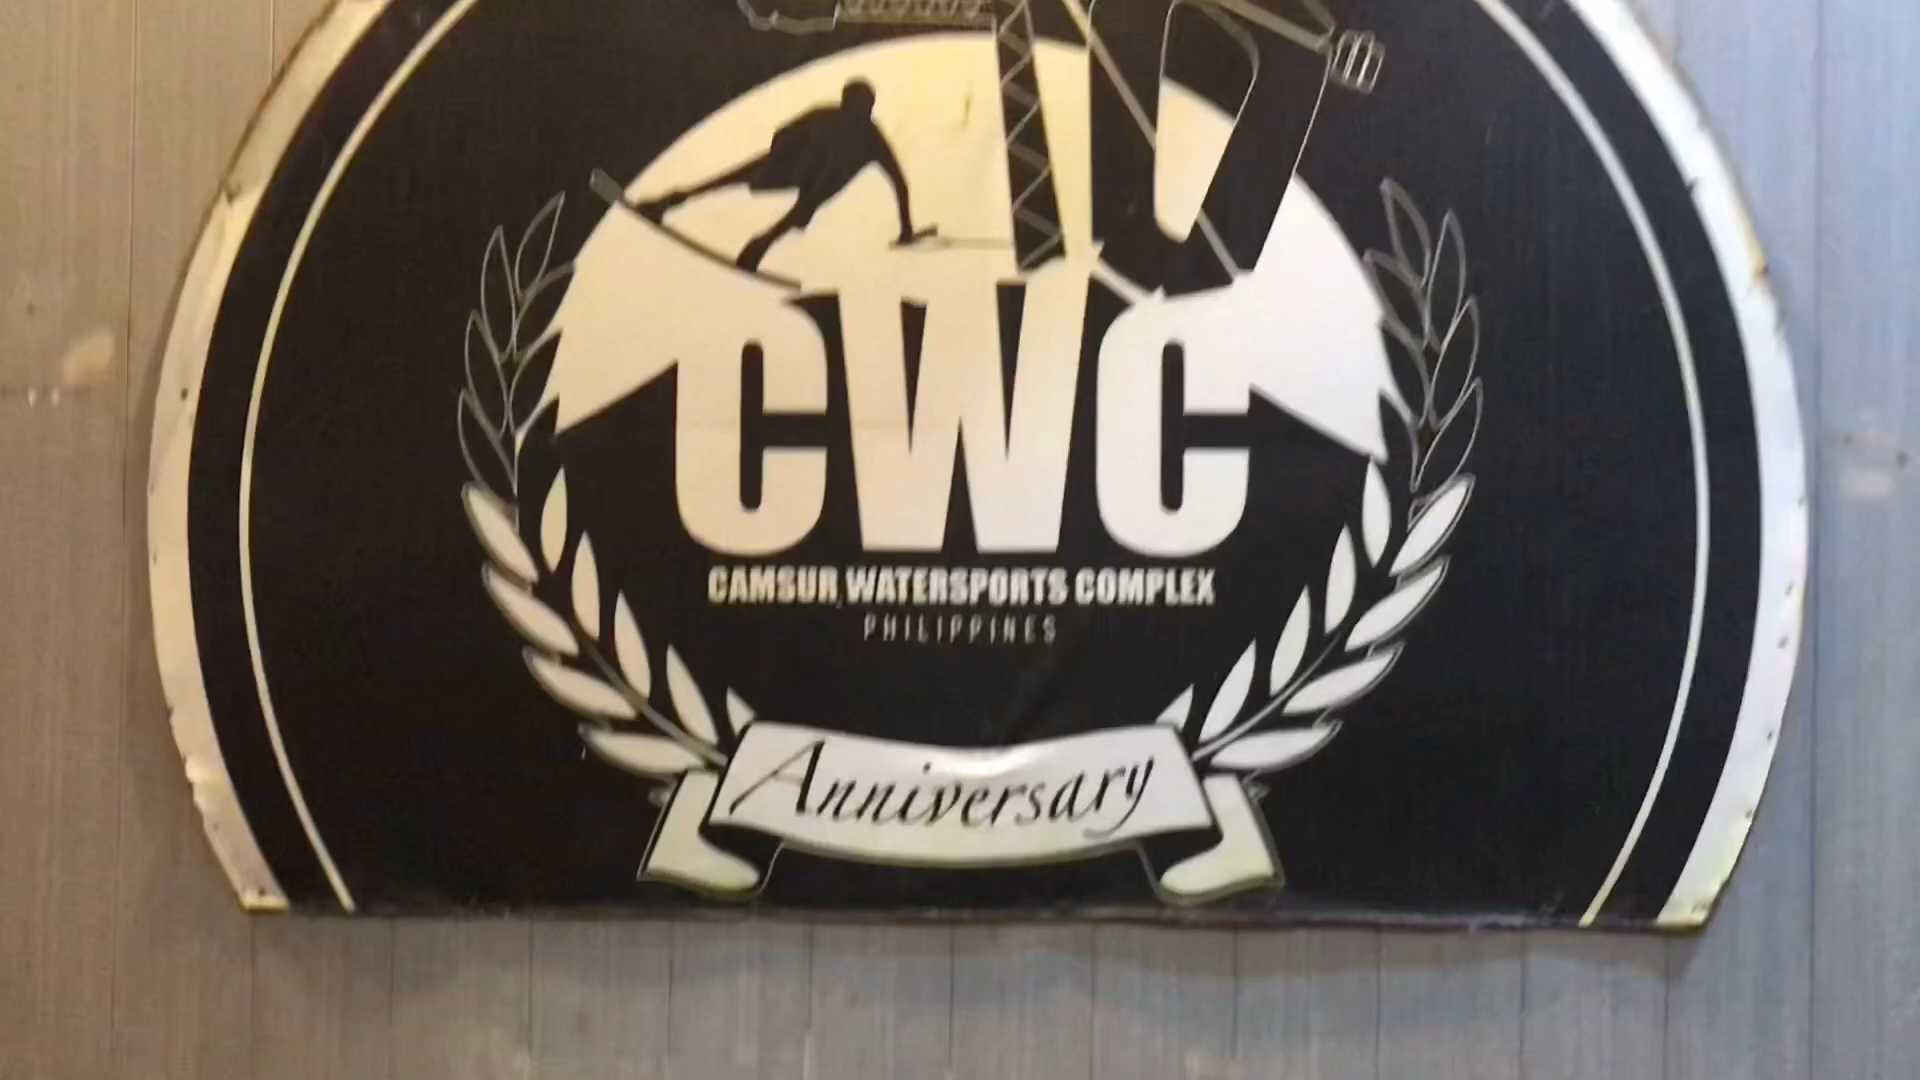 CWC
CAMSUR WATERSPORTS COMPLEX
PHILIPPINES
Anniversary